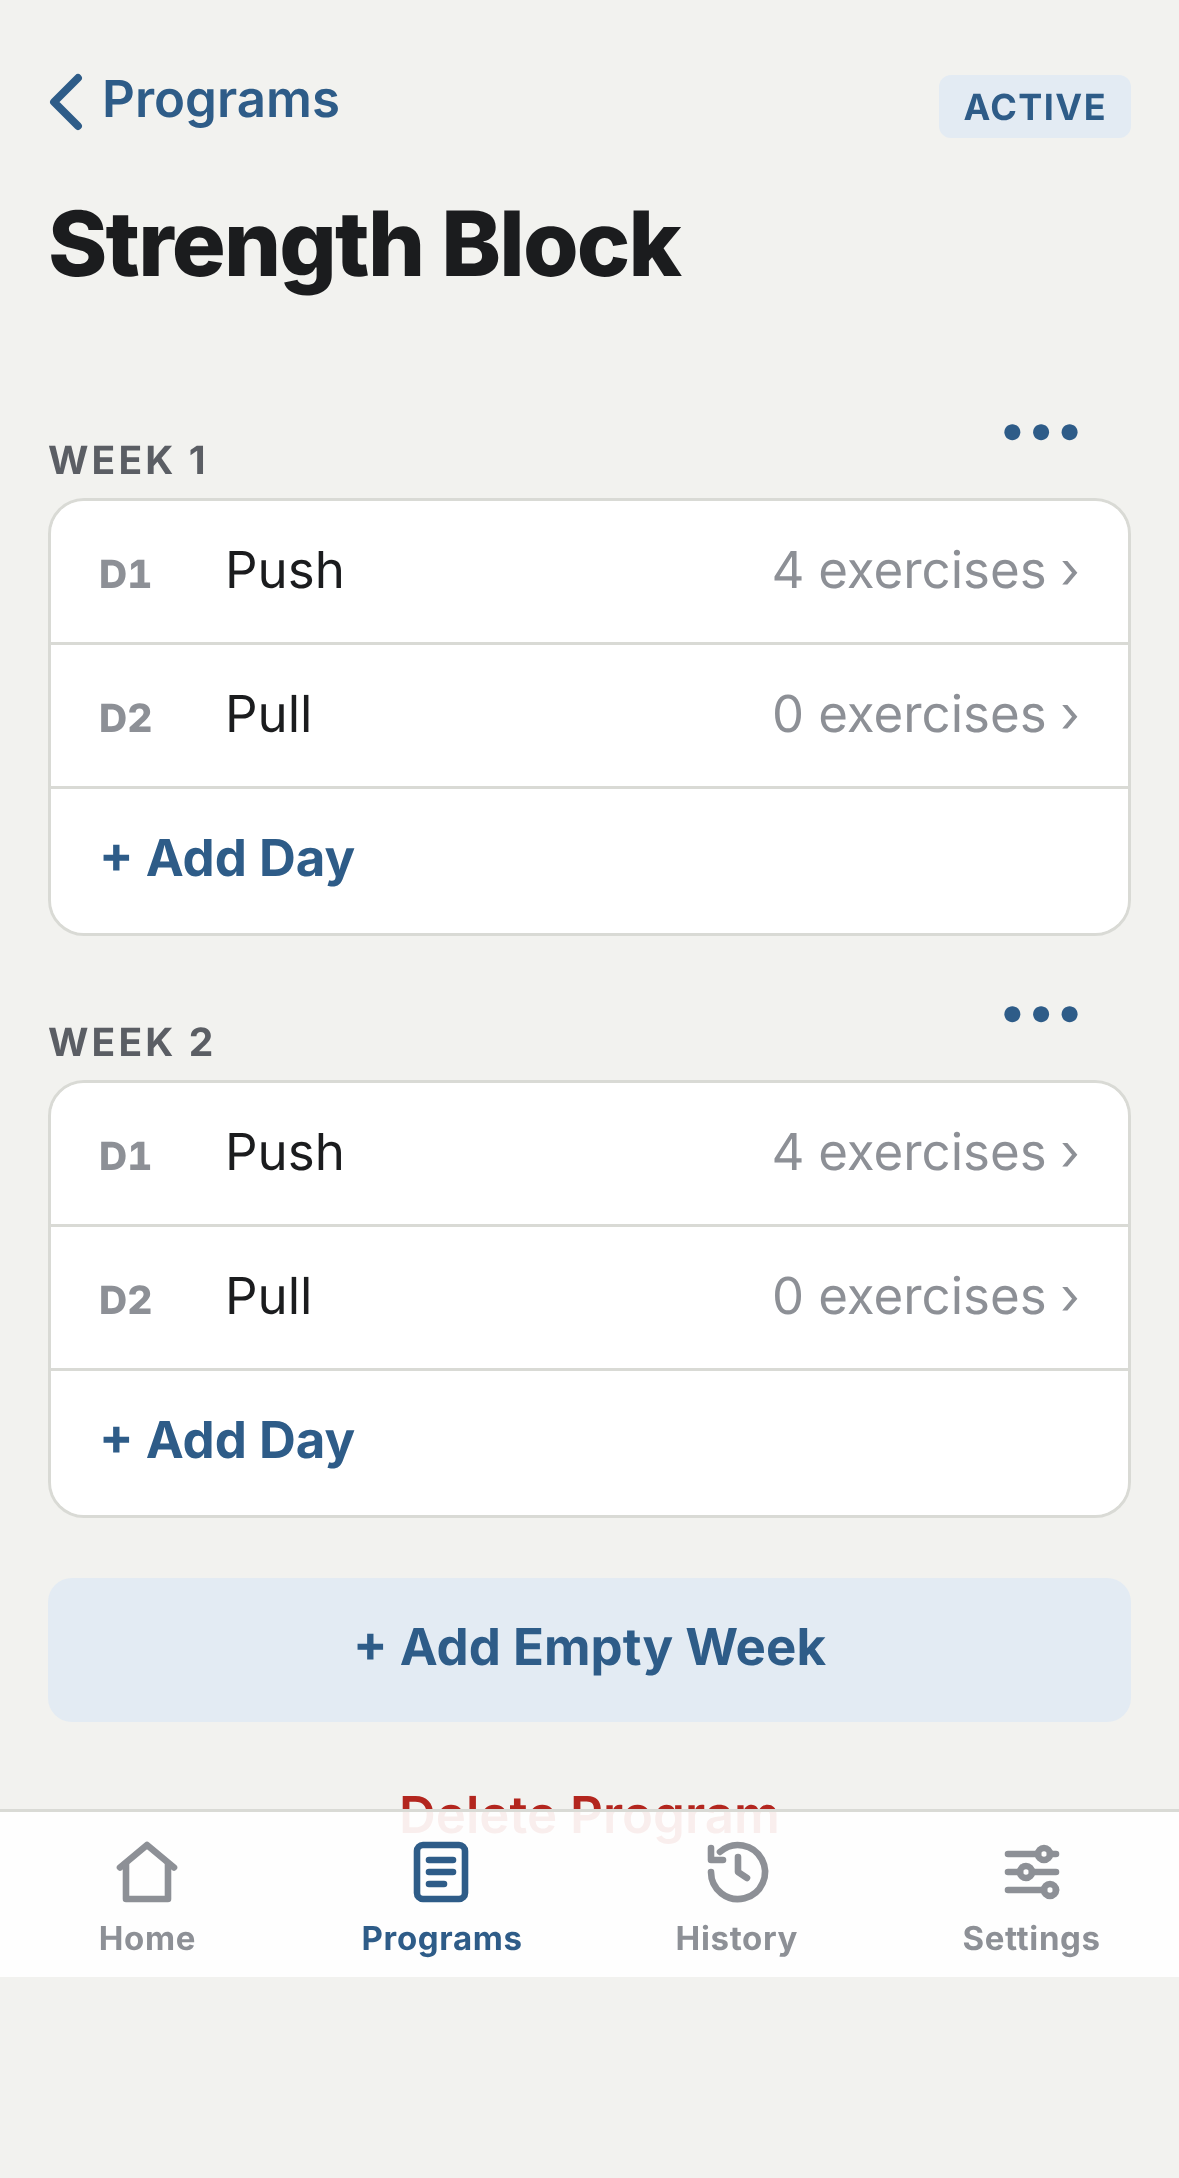 Programs
ACTIVE
Strength Block
WEEK 1
D1 Push 4 exercises ›
D2 Pull 0 exercises ›
+ Add Day
WEEK 2
D1 Push 4 exercises ›
D2 Pull 0 exercises ›
+ Add Day
+ Add Empty Week
Delete Program
Home Programs History Settings